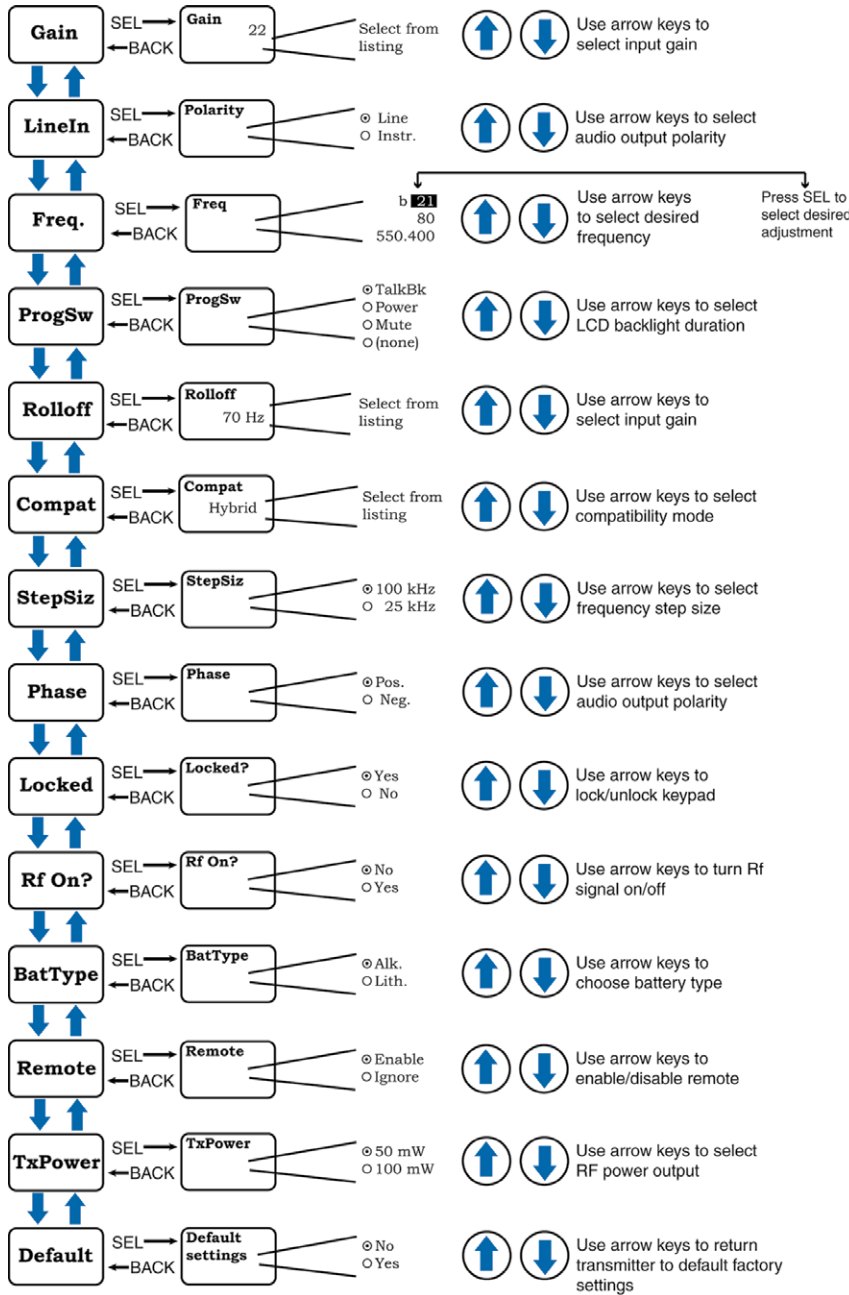 Gain
SEL
BACK
Gain
22
Select from
listing
Use arrow keys to
select input gain
LineIn
SEL
BACK
Polarity
Line
Instr.
Use arrow keys to select
audio output polarity
Freq.
SEL
BACK
Freq
b 21
80
550.400
Use arrow keys
to select desired
frequency
Press SEL to
select desired
adjustment
ProgSw
SEL
BACK
ProgSw
TalkBk
Power
Mute
(none)
Use arrow keys to select
LCD backlight duration
Rolloff
SEL
BACK
Rolloff
70 Hz
Select from
listing
Use arrow keys to
select input gain
Compat
SEL
BACK
Compat
Hybrid
Select from
listing
Use arrow keys to select
compatibility mode
StepSiz
SEL
BACK
StepSiz
100 kHz
25 kHz
Use arrow keys to select
frequency step size
Phase
SEL
BACK
Phase
Pos.
Neg.
Use arrow keys to select
audio output polarity
Locked
SEL
BACK
Locked?
Yes
No
Use arrow keys to
lock/unlock keypad
Rf On?
SEL
BACK
Rf On?
No
Yes
Use arrow keys to turn Rf
signal on/off
BatType
SEL
BACK
BatType
Alk.
Lith.
Use arrow keys to
choose battery type
Remote
SEL
BACK
Remote
Enable
Ignore
Use arrow keys to
enable/disable remote
TxPower
SEL
BACK
TxPower
50 mW
100 mW
Use arrow keys to select
RF power output
Default
SEL
BACK
Default
settings
No
Yes
Use arrow keys to return
transmitter to default factory
settings